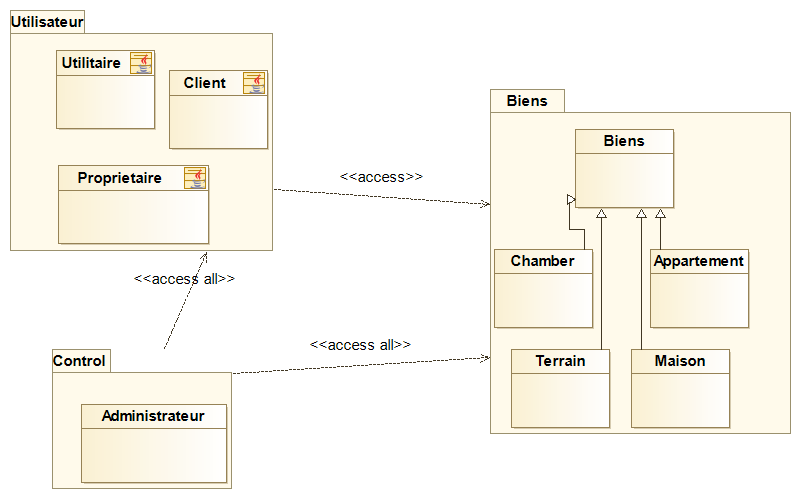 Utilisateur
Utilitaire
Client
Proprietaire
<<access>>
Biens
Biens
Chamber
Appartement
Terrain
Maison
<<access all>>
<<access all>>
Control
Administrateur